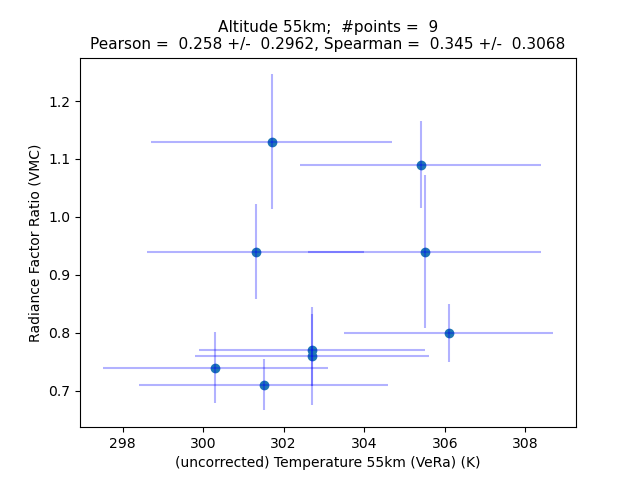 Altitude 55km;  #points =  9
Pearson =  0.258 +/-  0.2962, Spearman =  0.345 +/-  0.3068
1.2
1.1
1.0
0.9
0.8
0.7
Radiance Factor Ratio (VMC)
298 300 302 304 306 308
(uncorrected) Temperature 55km (VeRa) (K)